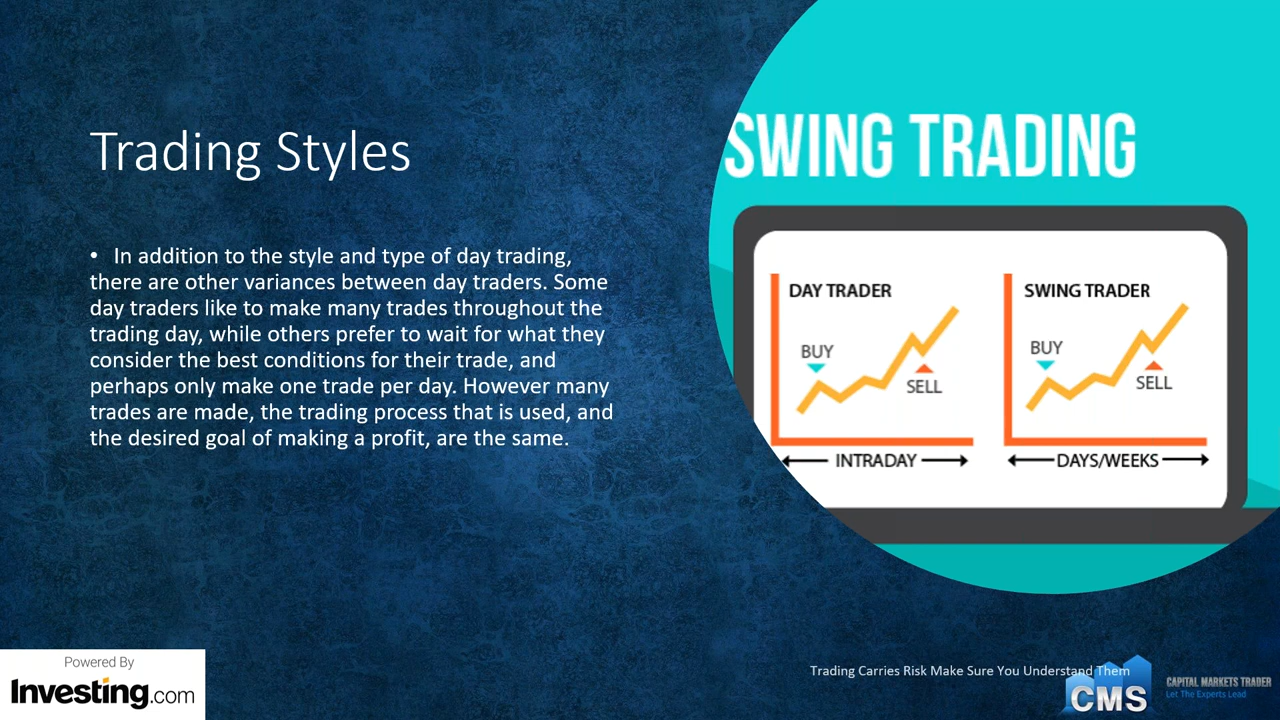 Trading Styles
• In addition to the style and type of day trading,
there are other variances between day traders. Some
day traders like to make many trades throughout the
trading day, while others prefer to wait for what they
consider the best conditions for their trade, and
perhaps only make one trade per day. However many
trades are made, the trading process that is used, and
the desired goal of making a profit, are the same.
SWING TRADING
DAY TRADER
BUY
SELL
INTRADAY
SWING TRADER
BUY
SELL
DAYS/WEEKS
Powered By
Investing.com
Trading Carries Risk Make Sure You Understand Them
CMS
CAPITAL MARKETS TRADER
Let The Experts Lead